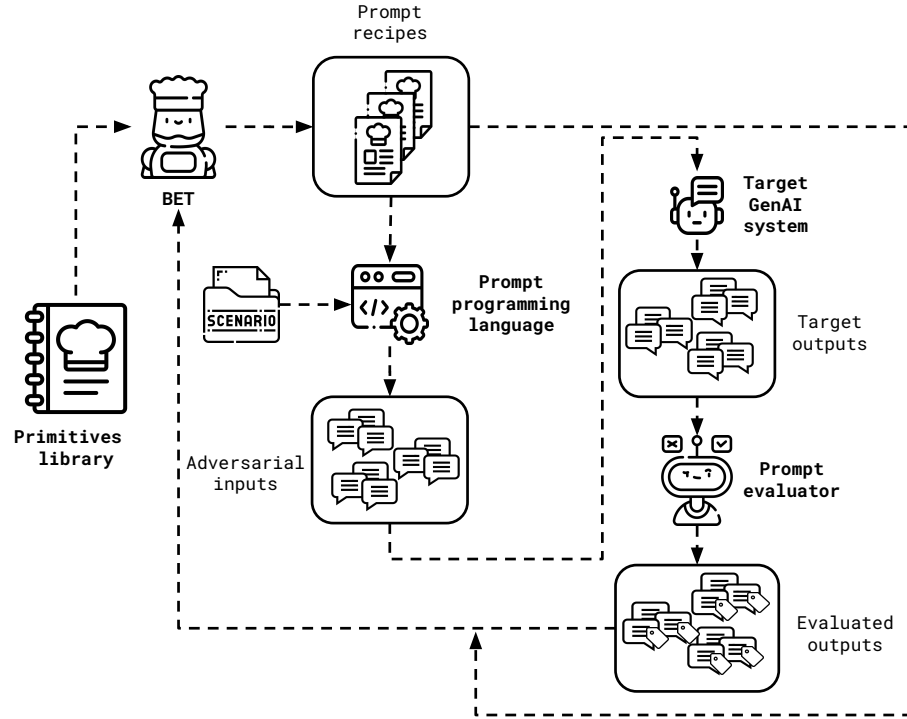 Prompt
recipes
BET
Target
GenAI
system
Prompt
programming
language
SCENARIO
Target
outputs
Primitives
library
Adversarial
inputs
Prompt
evaluator
Evaluated
outputs